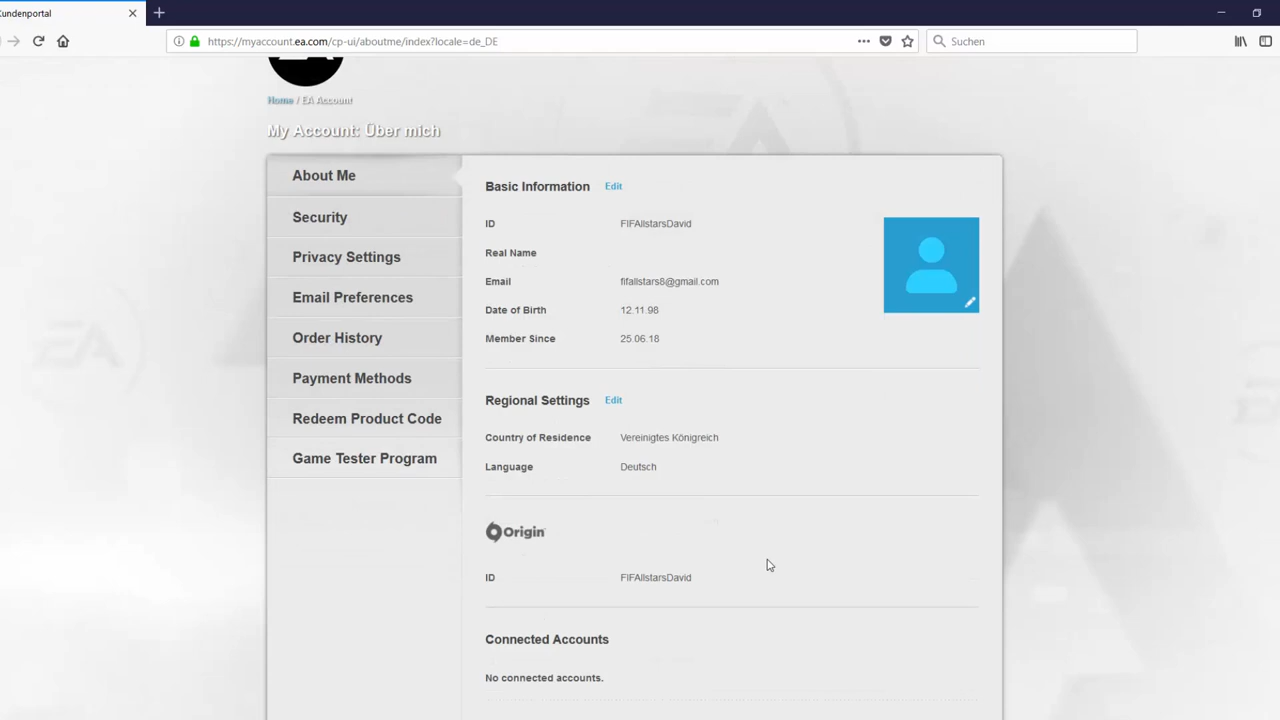 Kundenportal
https://myaccount.ea.com/cp-ui/aboutme/index?locale=de_DE
Suchen
Home / EA Account
My Account: Über mich
About Me
Security
Privacy Settings
Email Preferences
Order History
Payment Methods
Redeem Product Code
Game Tester Program
Basic Information Edit
ID FIFAllstarsDavid
Real Name
Email fifallstars8@gmail.com
Date of Birth 12.11.98
Member Since 25.06.18
Regional Settings Edit
Country of Residence Vereinigtes Königreich
Language Deutsch
Origin
ID FIFAllstarsDavid
Connected Accounts
No connected accounts.